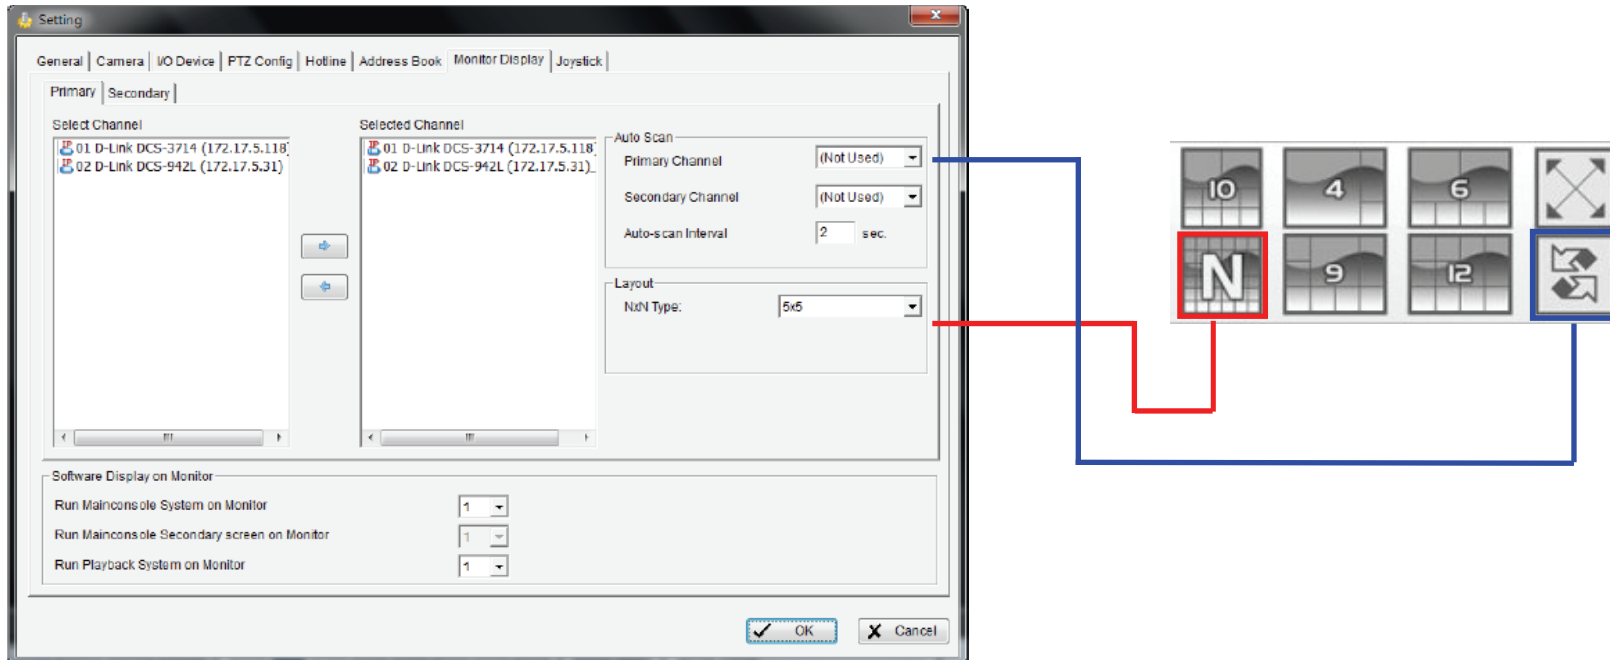 Setting
General Camera I/O Device PTZ Config Hotline Address Book Monitor Display Joystick
Primary Secondary
Select Channel
IP 01 D-Link DCS-3714 (172.17.5.118)
IP 02 D-Link DCS-942L (172.17.5.31)
Selected Channel
IP 01 D-Link DCS-3714 (172.17.5.118
IP 02 D-Link DCS-942L (172.17.5.31)_
Auto Scan
Primary Channel (Not Used)
Secondary Channel (Not Used)
Auto-scan Interval 2 sec.
Layout
NxN Type: 5x5
Software Display on Monitor
Run Mainconsole System on Monitor 1
Run Mainconsole Secondary screen on Monitor 1
Run Playback System on Monitor 1
OK Cancel
10 4 6
N 9 12